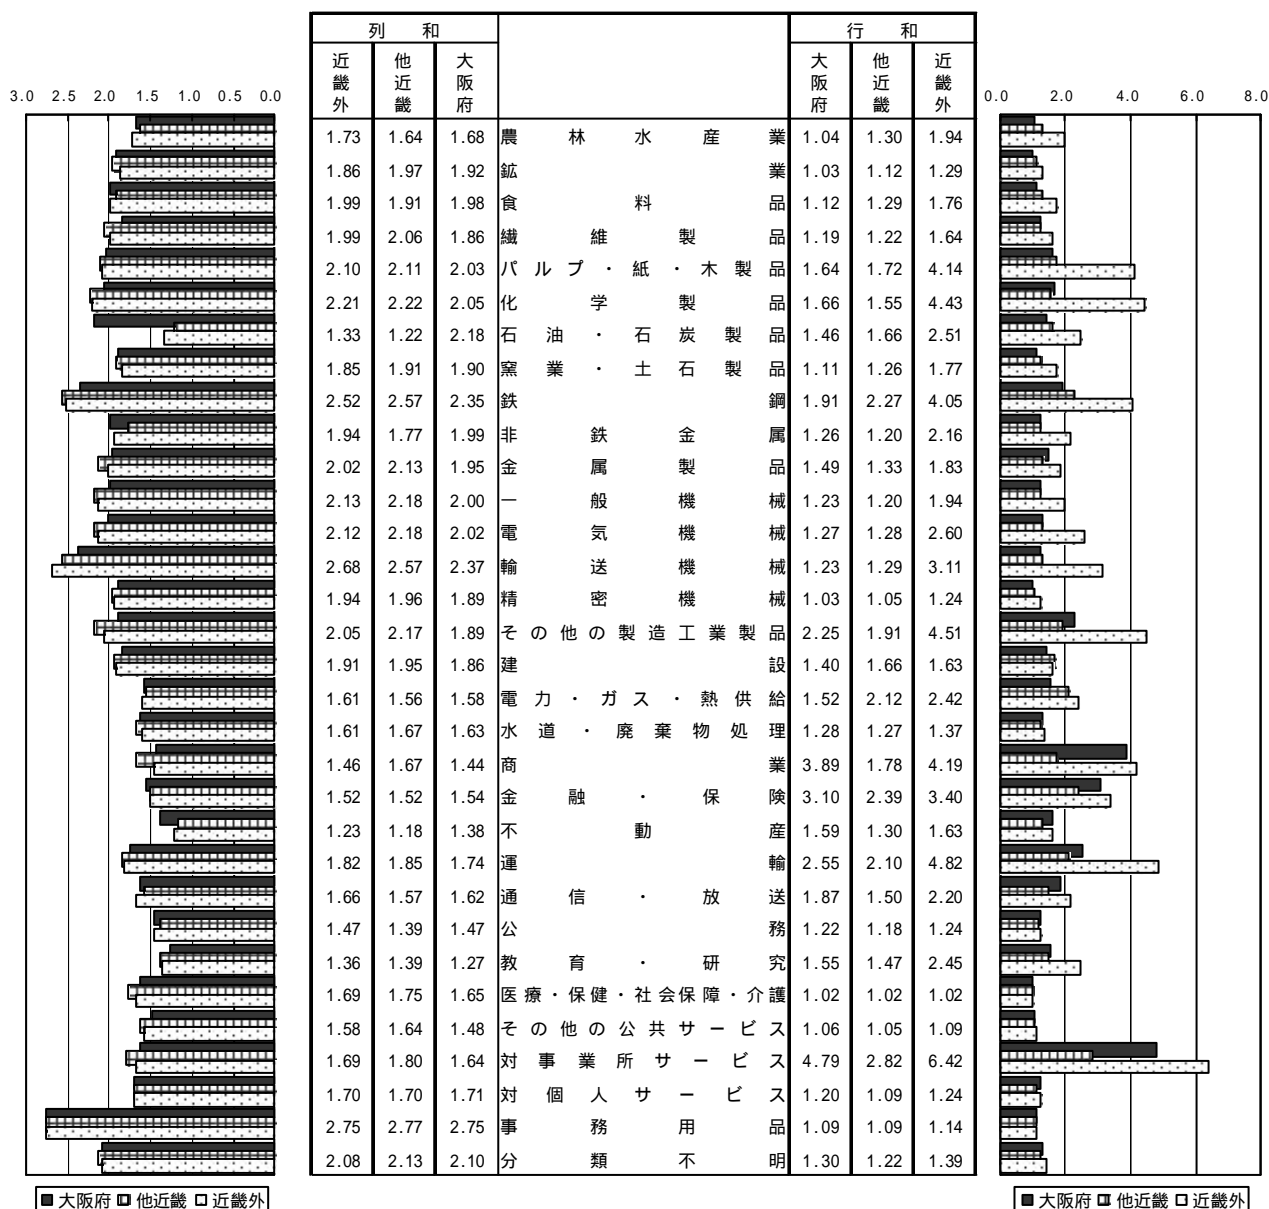 列 和 行 和
近畿外 他近畿 大阪府 大阪府 他近畿 近畿外
3.0 2.5 2.0 1.5 1.0 0.5 0.0 0.0 2.0 4.0 6.0 8.0
1.73 1.64 1.68 農林水産業 1.04 1.30 1.94
1.86 1.97 1.92 鉱業 1.03 1.12 1.29
1.99 1.91 1.98 食料品 1.12 1.29 1.76
1.99 2.06 1.86 繊維製品 1.19 1.22 1.64
2.10 2.11 2.03 パルプ・紙・木製品 1.64 1.72 4.14
2.21 2.22 2.05 化学製品 1.66 1.55 4.43
1.33 1.22 2.18 石油・石炭製品 1.46 1.66 2.51
1.85 1.91 1.90 窯業・土石製品 1.11 1.26 1.77
2.52 2.57 2.35 鉄鋼 1.91 2.27 4.05
1.94 1.77 1.99 非鉄金属 1.26 1.20 2.16
2.02 2.13 1.95 金属製品 1.49 1.33 1.83
2.13 2.18 2.00 一般機械 1.23 1.20 1.94
2.12 2.18 2.02 電気機械 1.27 1.28 2.60
2.68 2.57 2.37 輸送機械 1.23 1.29 3.11
1.94 1.96 1.89 精密機械 1.03 1.05 1.24
2.05 2.17 1.89 その他の製造工業製品 2.25 1.91 4.51
1.91 1.95 1.86 建設 1.40 1.66 1.63
1.61 1.56 1.58 電力・ガス・熱供給 1.52 2.12 2.42
1.61 1.67 1.63 水道・廃棄物処理 1.28 1.27 1.37
1.46 1.67 1.44 商業 3.89 1.78 4.19
1.52 1.52 1.54 金融・保険 3.10 2.39 3.40
1.23 1.18 1.38 不動産 1.59 1.30 1.63
1.82 1.85 1.74 運輸 2.55 2.10 4.82
1.66 1.57 1.62 通信・放送 1.87 1.50 2.20
1.47 1.39 1.47 公務 1.22 1.18 1.24
1.36 1.39 1.27 教育・研究 1.55 1.47 2.45
1.69 1.75 1.65 医療・保健・社会保障・介護 1.02 1.02 1.02
1.58 1.64 1.48 その他の公共サービス 1.06 1.05 1.09
1.69 1.80 1.64 対事業所サービス 4.79 2.82 6.42
1.70 1.70 1.71 対個人サービス 1.20 1.09 1.24
2.75 2.77 2.75 事務用品 1.09 1.09 1.14
2.08 2.13 2.10 分類不明 1.30 1.22 1.39
大阪府 他近畿 近畿外 大阪府 他近畿 近畿外